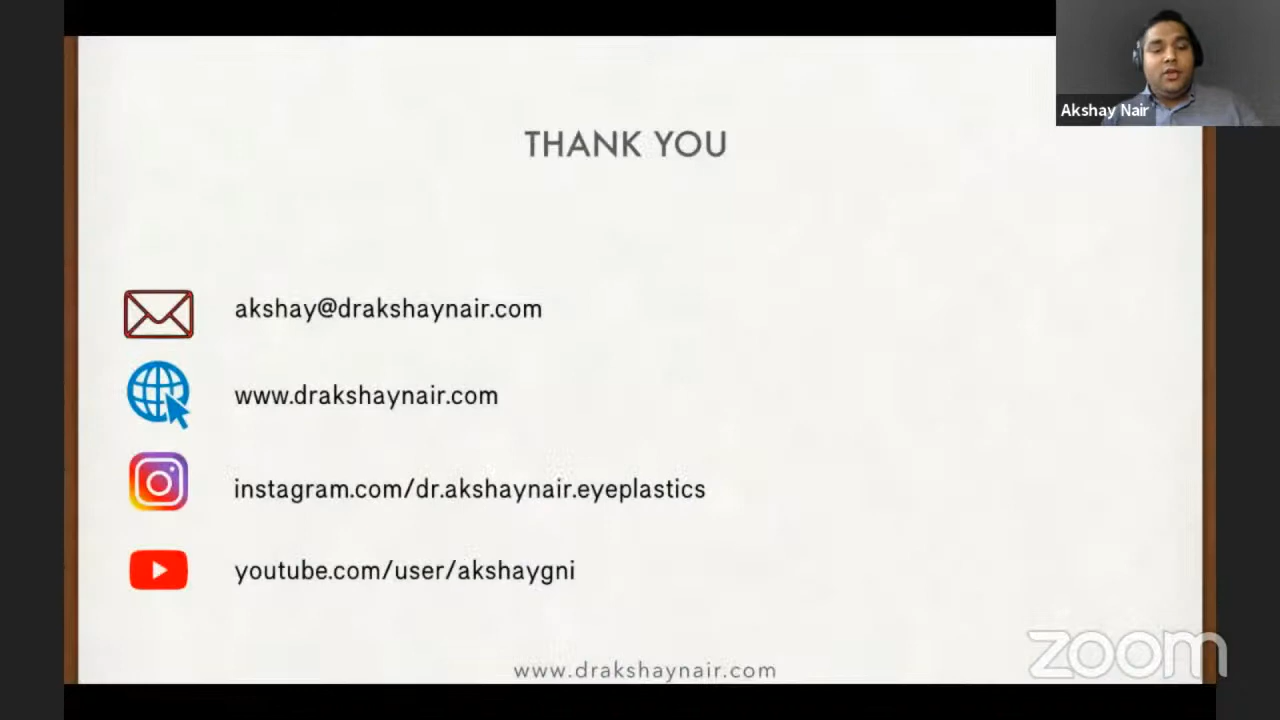 Akshay Nair
THANK YOU
akshay@drakshaynair.com
www.drakshaynair.com
instagram.com/dr.akshaynair.eyeplastics
youtube.com/user/akshaygni
www.drakshaynair.com
zoom